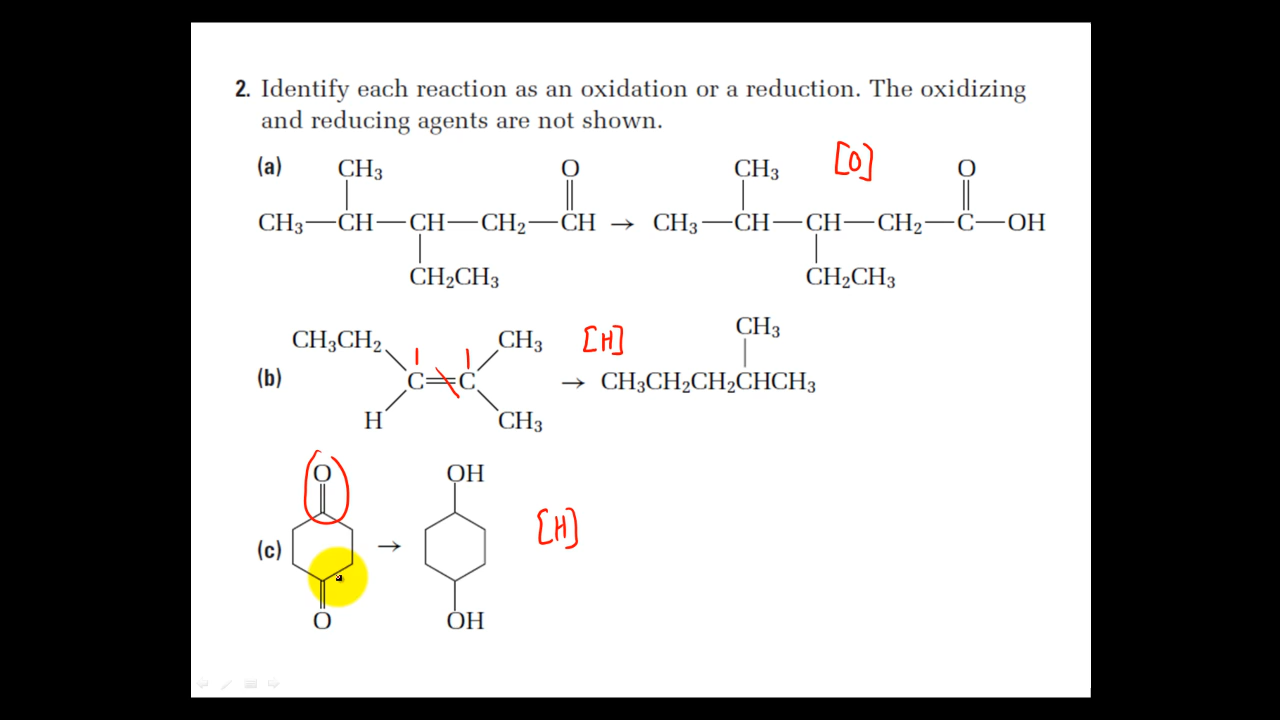 2. Identify each reaction as an oxidation or a reduction. The oxidizing
and reducing agents are not shown.
(a) CH3 O CH3 [O] O
CH3—CH—CH—CH2—CH → CH3—CH—CH—CH2—C—OH
CH2CH3 CH2CH3
CH3
CH3CH2 CH3 [H]
(b) C=C → CH3CH2CH2CHCH3
H CH3
O OH
[H]
(c) →
O OH